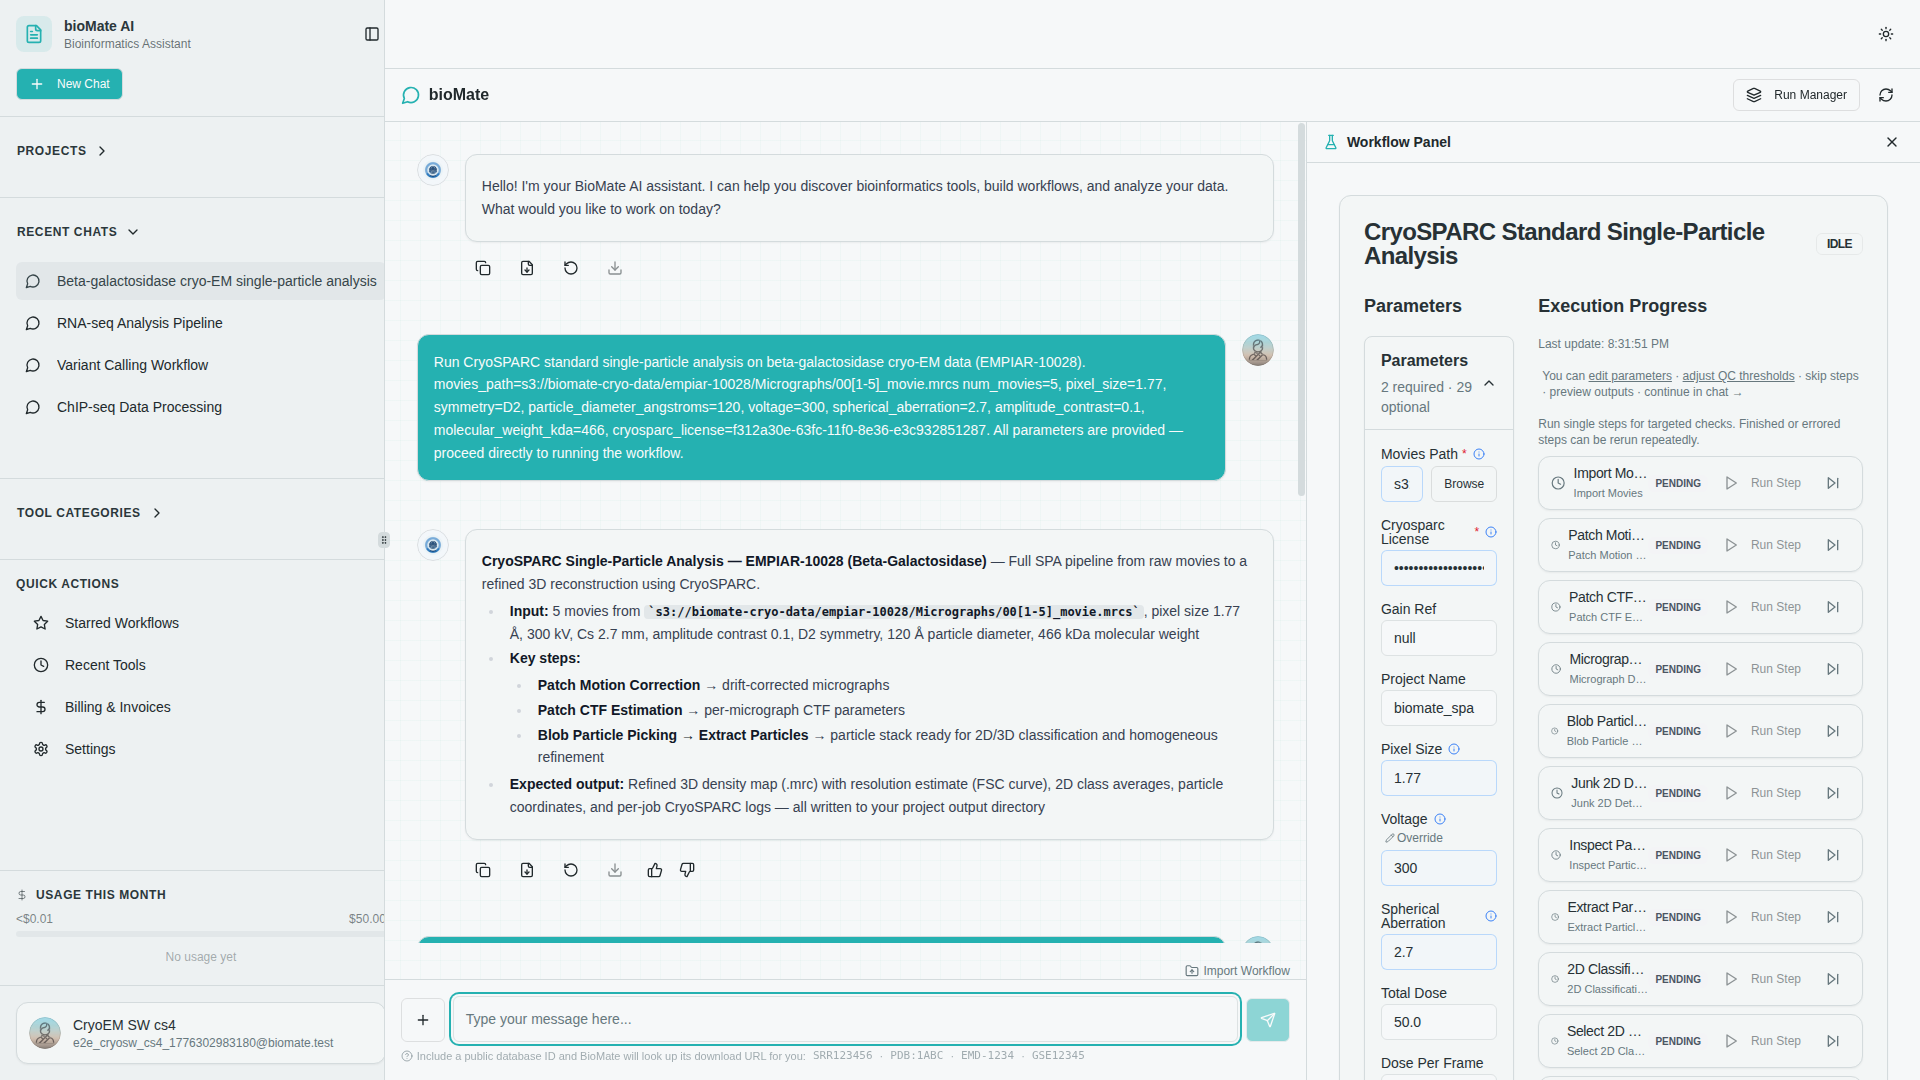 bioMate AI
Bioinformatics Assistant
New Chat
PROJECTS
RECENT CHATS
Beta-galactosidase cryo-EM single-particle analysis
RNA-seq Analysis Pipeline
Variant Calling Workflow
ChIP-seq Data Processing
TOOL CATEGORIES
QUICK ACTIONS
Starred Workflows
Recent Tools
Billing & Invoices
Settings
USAGE THIS MONTH
<$0.01 $50.00
No usage yet
CryoEM SW cs4
e2e_cryosw_cs4_1776302983180@biomate.test
bioMate
Run Manager
Hello! I'm your BioMate AI assistant. I can help you discover bioinformatics tools, build workflows, and analyze your data.
What would you like to work on today?
Run CryoSPARC standard single-particle analysis on beta-galactosidase cryo-EM data (EMPIAR-10028).
movies_path=s3://biomate-cryo-data/empiar-10028/Micrographs/00[1-5]_movie.mrcs num_movies=5, pixel_size=1.77,
symmetry=D2, particle_diameter_angstroms=120, voltage=300, spherical_aberration=2.7, amplitude_contrast=0.1,
molecular_weight_kda=466, cryosparc_license=f312a30e-63fc-11f0-8e36-e3c932851287. All parameters are provided —
proceed directly to running the workflow.
CryoSPARC Single-Particle Analysis — EMPIAR-10028 (Beta-Galactosidase) — Full SPA pipeline from raw movies to a
refined 3D reconstruction using CryoSPARC.
Input: 5 movies from `s3://biomate-cryo-data/empiar-10028/Micrographs/00[1-5]_movie.mrcs`, pixel size 1.77
Å, 300 kV, Cs 2.7 mm, amplitude contrast 0.1, D2 symmetry, 120 Å particle diameter, 466 kDa molecular weight
Key steps:
Patch Motion Correction → drift-corrected micrographs
Patch CTF Estimation → per-micrograph CTF parameters
Blob Particle Picking → Extract Particles → particle stack ready for 2D/3D classification and homogeneous
refinement
Expected output: Refined 3D density map (.mrc) with resolution estimate (FSC curve), 2D class averages, particle
coordinates, and per-job CryoSPARC logs — all written to your project output directory
Import Workflow
Type your message here...
Include a public database ID and BioMate will look up its download URL for you: SRR123456 · PDB:1ABC · EMD-1234 · GSE12345
Workflow Panel
CryoSPARC Standard Single-Particle
Analysis
IDLE
Parameters
Parameters
2 required · 29
optional
Movies Path *
s3
Browse
Cryosparc
License *
••••••••••••••••••
Gain Ref
null
Project Name
biomate_spa
Pixel Size
1.77
Voltage
Override
300
Spherical
Aberration
2.7
Total Dose
50.0
Dose Per Frame
Execution Progress
Last update: 8:31:51 PM
You can edit parameters · adjust QC thresholds · skip steps
· preview outputs · continue in chat →
Run single steps for targeted checks. Finished or errored
steps can be rerun repeatedly.
Import Mo…
Import Movies
PENDING
Run Step
Patch Moti…
Patch Motion …
PENDING
Run Step
Patch CTF…
Patch CTF E…
PENDING
Run Step
Micrograp…
Micrograph D…
PENDING
Run Step
Blob Particl…
Blob Particle …
PENDING
Run Step
Junk 2D D…
Junk 2D Det…
PENDING
Run Step
Inspect Pa…
Inspect Partic…
PENDING
Run Step
Extract Par…
Extract Particl…
PENDING
Run Step
2D Classifi…
2D Classificati…
PENDING
Run Step
Select 2D …
Select 2D Cla…
PENDING
Run Step